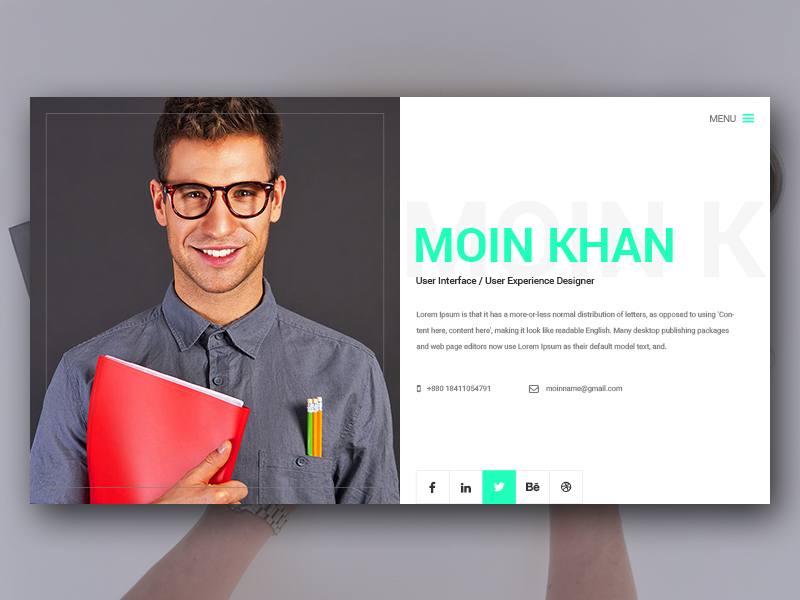 MENU
MOIN K
MOIN KHAN
User Interface / User Experience Designer
Lorem Ipsum is that it has a more-or-less normal distribution of letters, as opposed to using 'Con-
tent here, content here', making it look like readable English. Many desktop publishing packages
and web page editors now use Lorem Ipsum as their default model text, and.
+880 18411054791 moinname@gmail.com
f in Bē